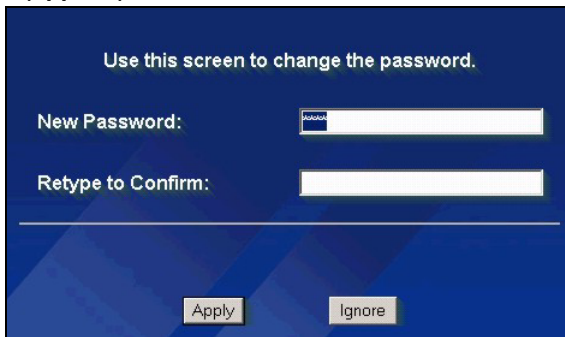 Use this screen to change the password.
New Password:
Retype to Confirm:
Apply
Ignore